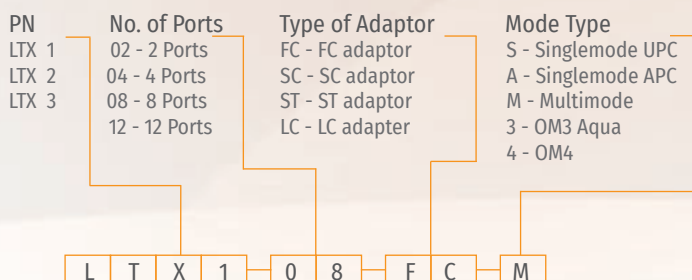 PN
LTX 1
LTX 2
LTX 3
No. of Ports
02 - 2 Ports
04 - 4 Ports
08 - 8 Ports
12 - 12 Ports
Type of Adaptor
FC - FC adaptor
SC - SC adaptor
ST - ST adaptor
LC - LC adapter
Mode Type
S - Singlemode UPC
A - Singlemode APC
M - Multimode
3 - OM3 Aqua
4 - OM4
L T X 1 0 8 F C M